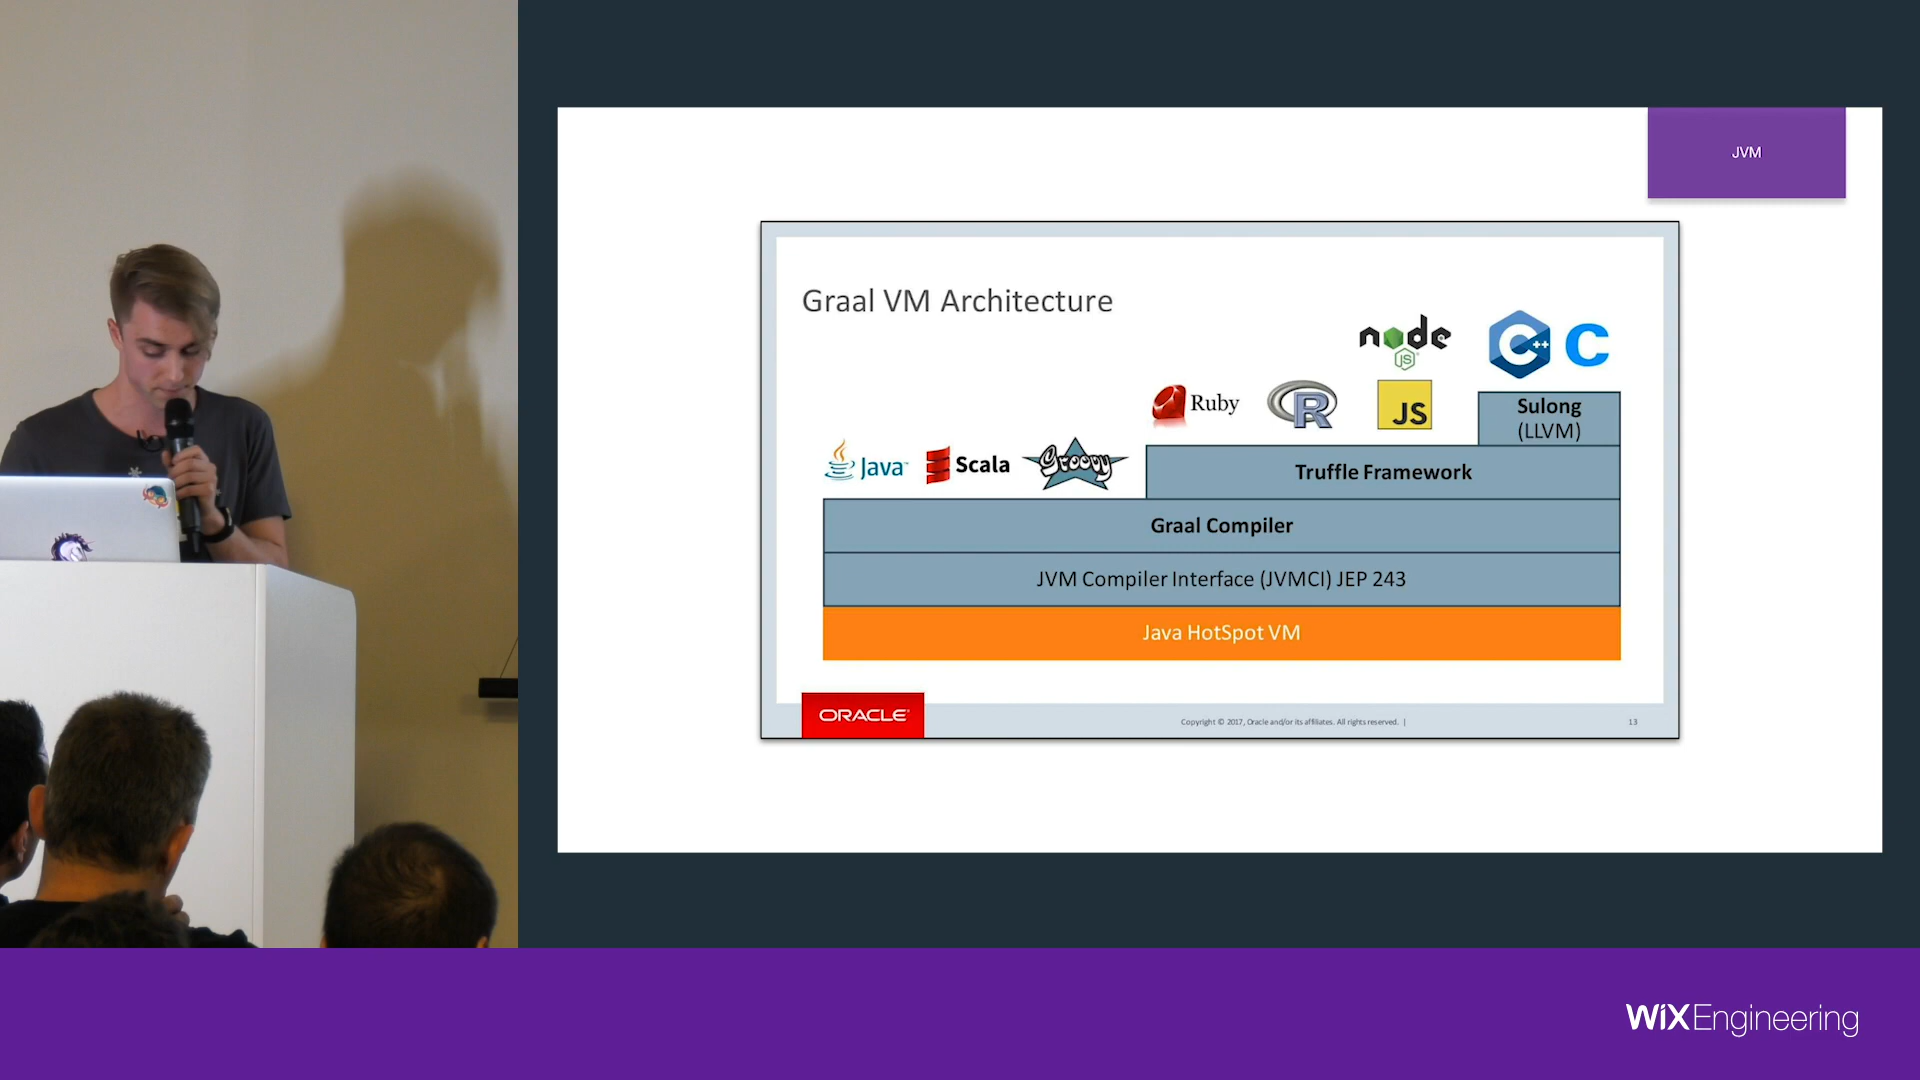 JVM
Graal VM Architecture
node
JS
C++
C
Ruby
R
JS
Sulong
(LLVM)
Java
Scala
Groovy
Truffle Framework
Graal Compiler
JVM Compiler Interface (JVMCI) JEP 243
Java HotSpot VM
ORACLE
Copyright © 2017, Oracle and/or its affiliates. All rights reserved. |
13
WiX Engineering